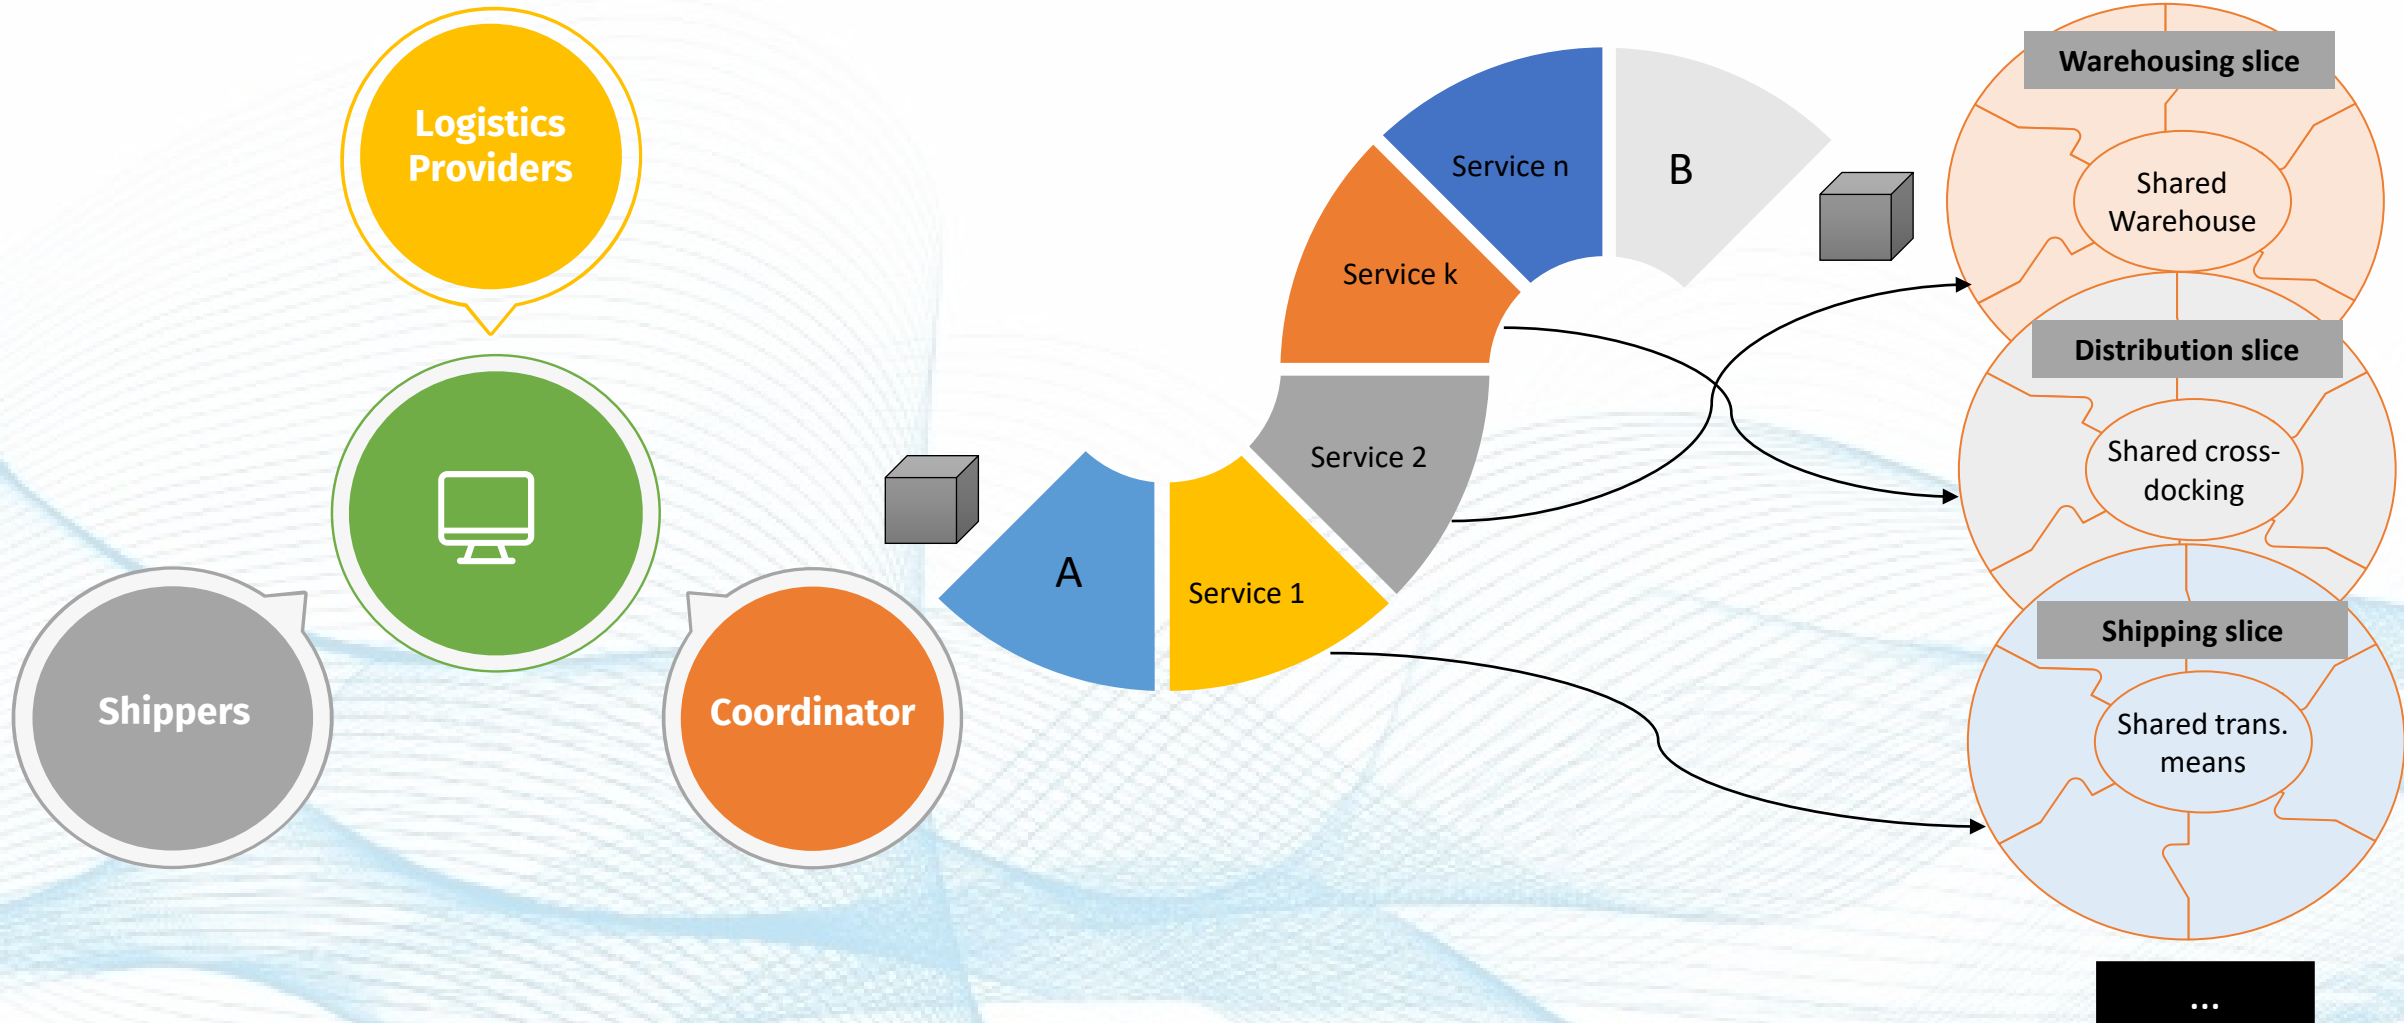 Logistics
Providers
Shippers
Coordinator
A
Service 1
Service 2
Service k
Service n
B
Warehousing slice
Shared
Warehouse
Distribution slice
Shared cross-
docking
Shipping slice
Shared trans.
means
...